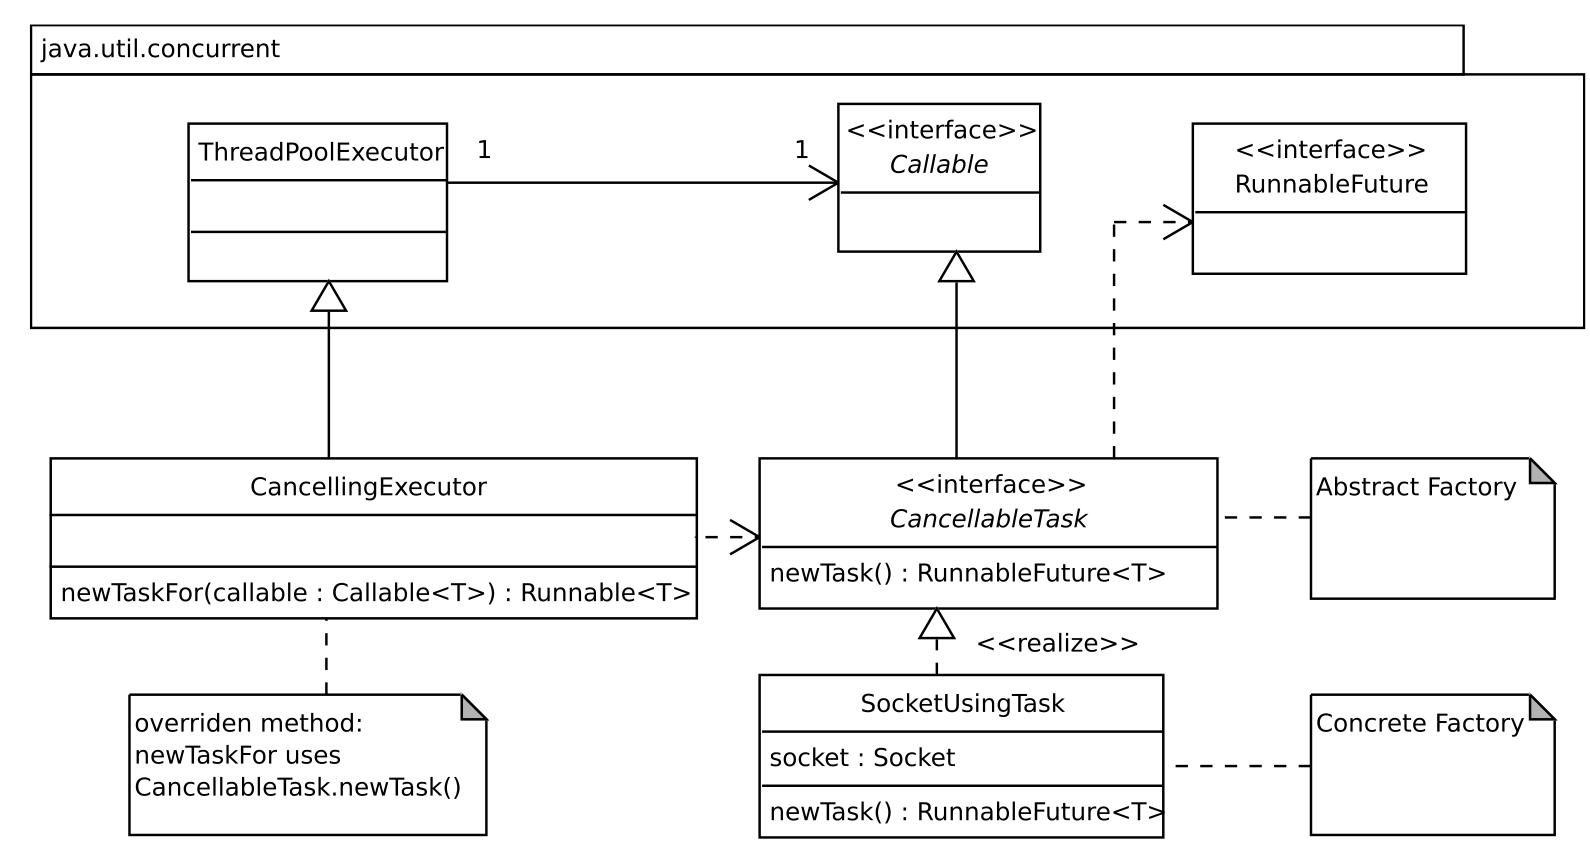 java.util.concurrent
ThreadPoolExecutor
1
1
<<interface>>
Callable
<<interface>>
RunnableFuture
CancellingExecutor
newTaskFor(callable : Callable<T>) : Runnable<T>
<<interface>>
CancellableTask
newTask() : RunnableFuture<T>
Abstract Factory
<<realize>>
overriden method:
newTaskFor uses
CancellableTask.newTask()
SocketUsingTask
socket : Socket
newTask() : RunnableFuture<T>
Concrete Factory